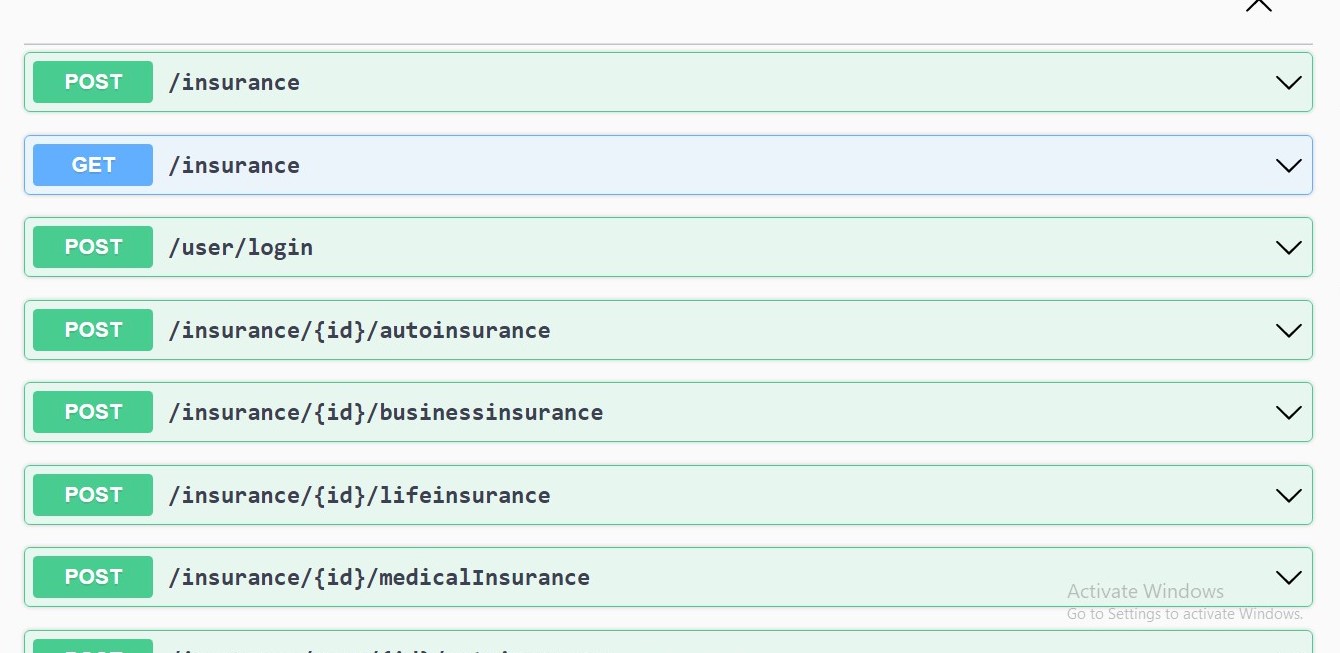 POST /insurance
GET /insurance
POST /user/login
POST /insurance/{id}/autoinsurance
POST /insurance/{id}/businessinsurance
POST /insurance/{id}/lifeinsurance
POST /insurance/{id}/medicalInsurance
Activate Windows
Go to Settings to activate Windows.
POST